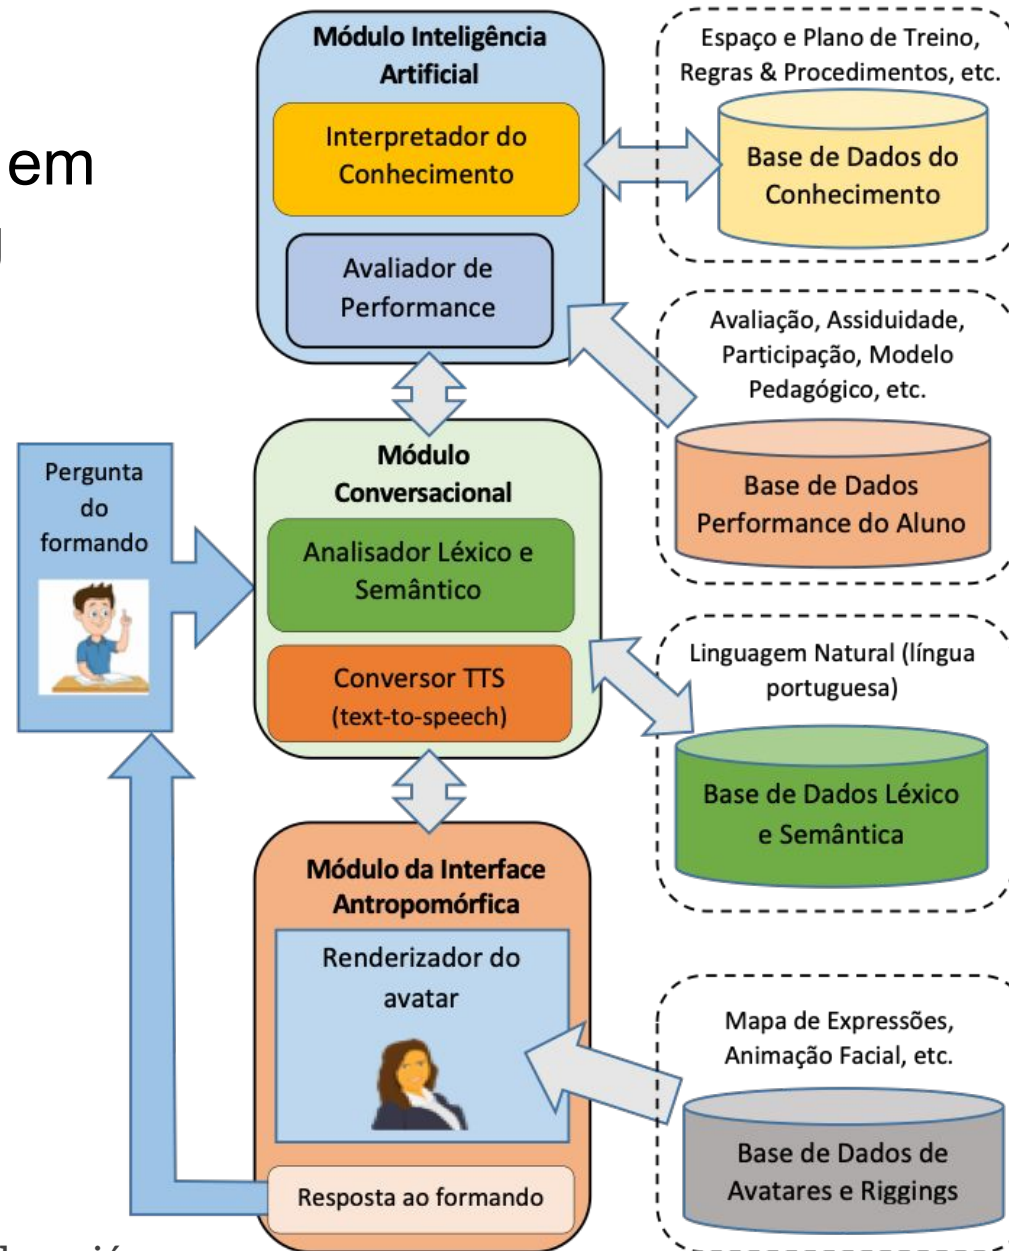 em
Módulo Inteligência
Artificial
Interpretador do
Conhecimento
Avaliador de
Performance
Espaço e Plano de Treino,
Regras & Procedimentos, etc.
Base de Dados do
Conhecimento
Avaliação, Assiduidade,
Participação, Modelo
Pedagógico, etc.
Base de Dados
Performance do Aluno
Pergunta
do
formando
Módulo
Conversacional
Analisador Léxico e
Semântico
Conversor TTS
(text-to-speech)
Linguagem Natural (língua
portuguesa)
Base de Dados Léxico
e Semântica
Módulo da Interface
Antropomórfica
Renderizador do
avatar
Resposta ao formando
Mapa de Expressões,
Animação Facial, etc.
Base de Dados de
Avatares e Riggings